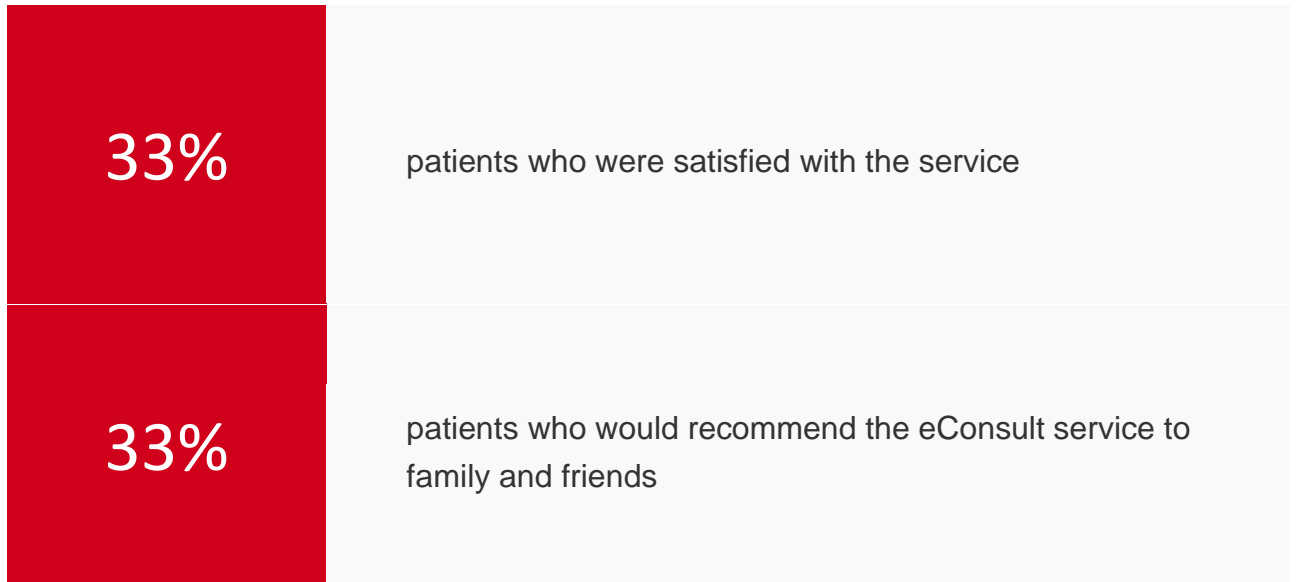 33%
patients who were satisfied with the service
33%
patients who would recommend the eConsult service to
family and friends